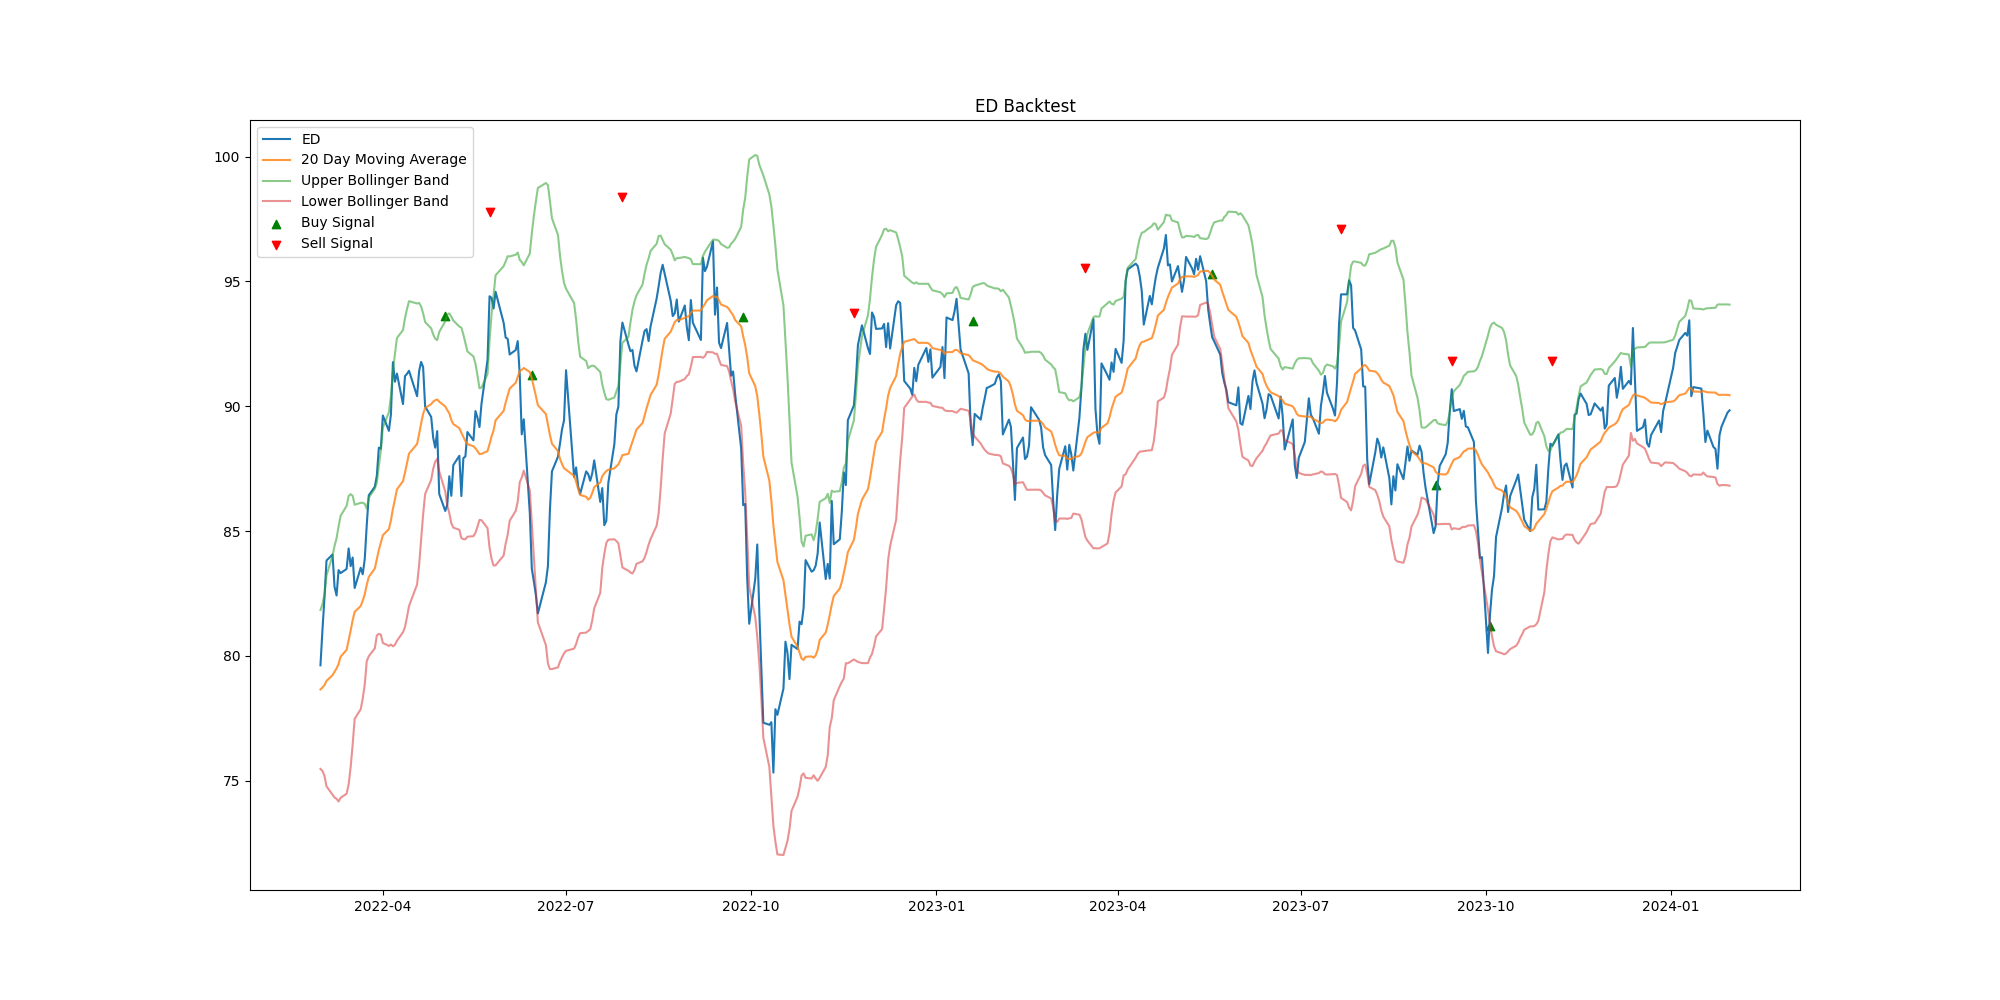 ED Backtest
ED
20 Day Moving Average
Upper Bollinger Band
Lower Bollinger Band
Buy Signal
Sell Signal
100
95
90
85
80
75
2022-04
2022-07
2022-10
2023-01
2023-04
2023-07
2023-10
2024-01